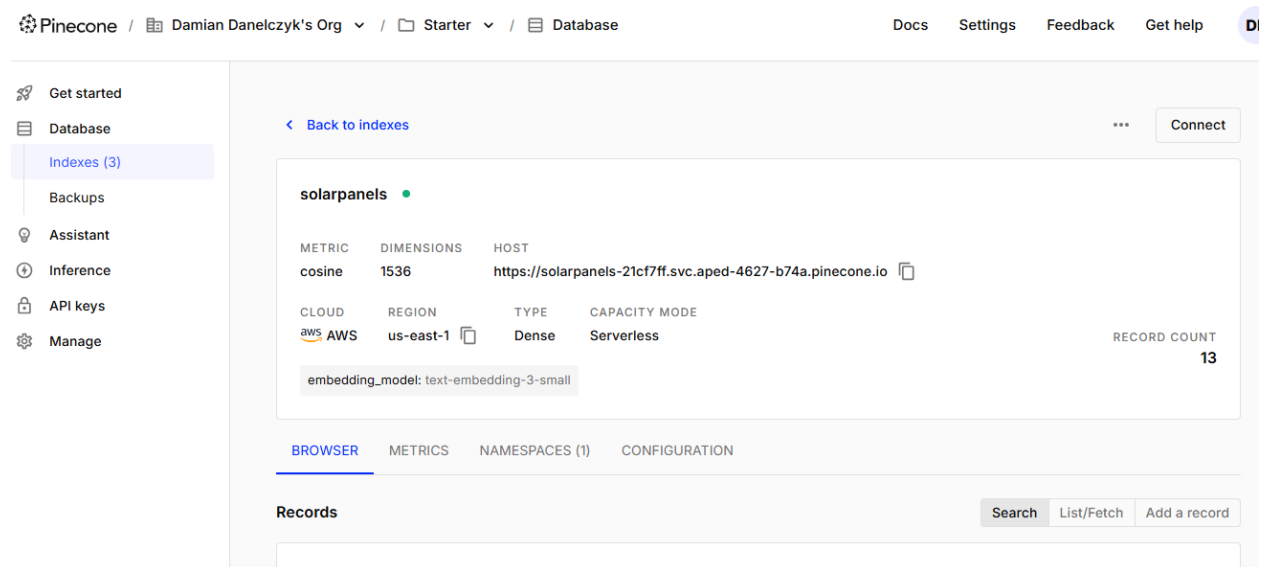 Pinecone / Damian Danelczyk's Org / Starter / Database Docs Settings Feedback Get help
Get started
Database
Indexes (3)
Backups
Assistant
Inference
API keys
Manage
Back to indexes
Connect
solarpanels
METRIC DIMENSIONS HOST
cosine 1536 https://solarpanels-21cf7ff.svc.aped-4627-b74a.pinecone.io
CLOUD REGION TYPE CAPACITY MODE
aws AWS us-east-1 Dense Serverless
RECORD COUNT
13
embedding_model: text-embedding-3-small
BROWSER METRICS NAMESPACES (1) CONFIGURATION
Records Search List/Fetch Add a record